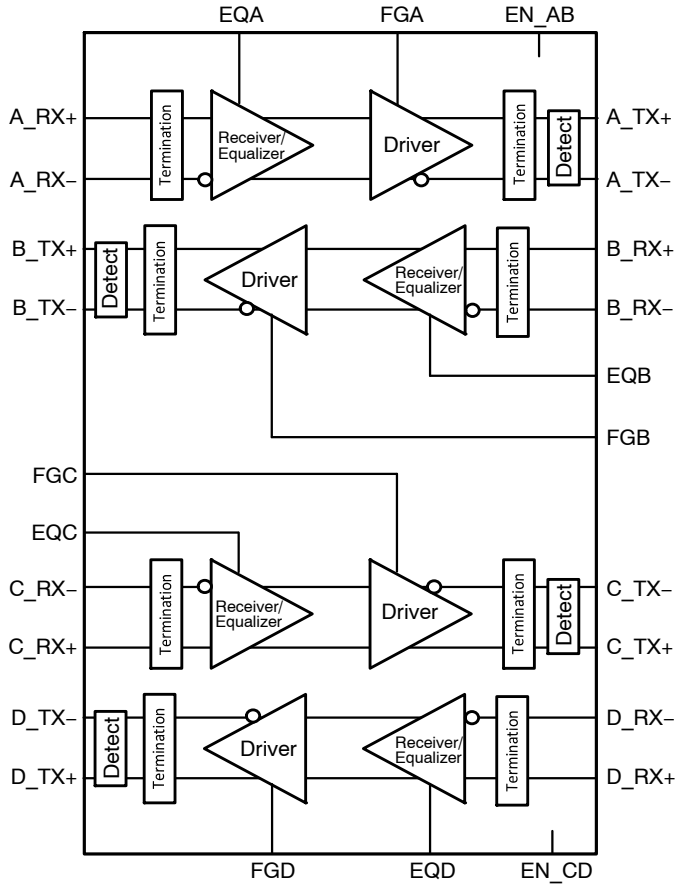 EQA FGA EN_AB
A_RX+ Termination Receiver/ Equalizer Driver Termination Detect A_TX+
A_RX− A_TX−
B_TX+ Detect Termination Driver Receiver/ Equalizer Termination B_RX+
B_TX− B_RX−
EQB
FGB
FGC
EQC
C_RX− Termination Receiver/ Equalizer Driver Termination Detect C_TX−
C_RX+ C_TX+
D_TX− Detect Termination Driver Receiver/ Equalizer Termination D_RX−
D_TX+ D_RX+
FGD EQD EN_CD